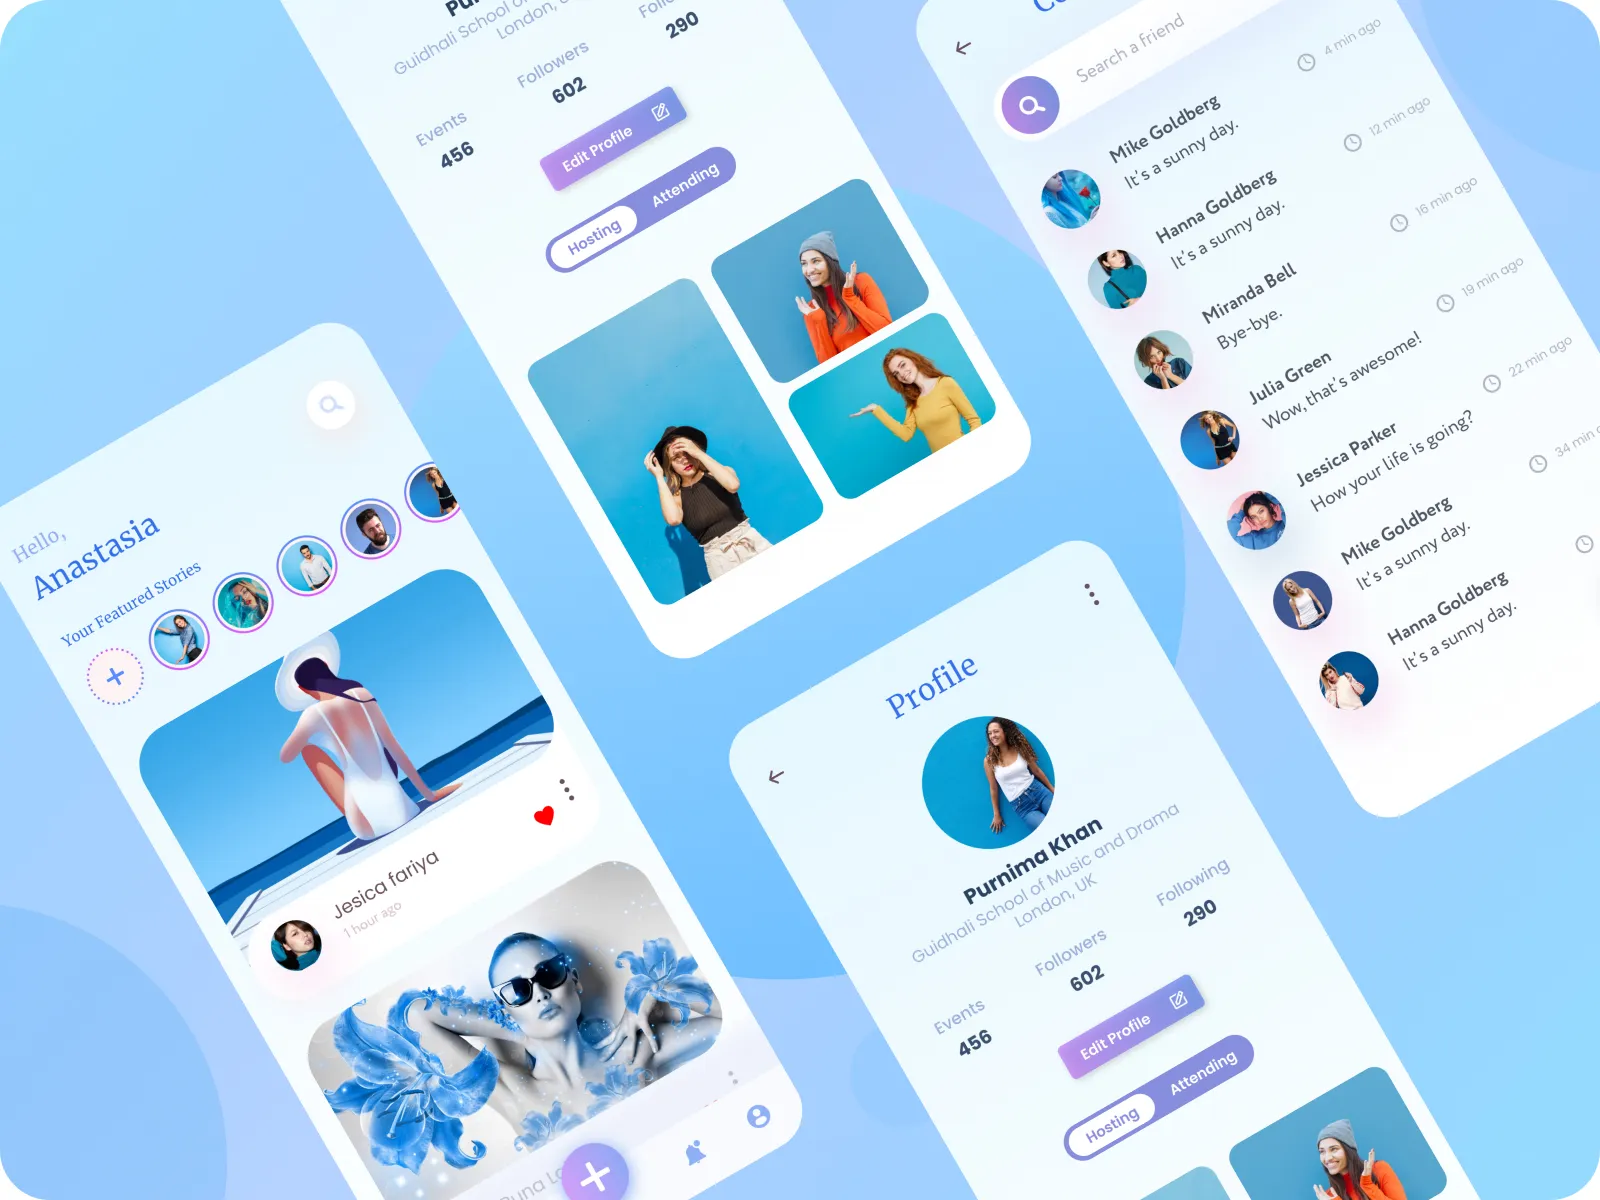 Guidhali School of
London,
Followers
602
290
Events
456
Edit Profile
Hosting
Attending
Search a friend
4 min ago
Mike Goldberg
It's a sunny day.
12 min ago
Hanna Goldberg
It's a sunny day.
16 min ago
Miranda Bell
Bye-bye.
19 min ago
Julia Green
Wow, that's awesome!
22 min ago
Jessica Parker
How your life is going?
34 min
Mike Goldberg
It's a sunny day.
Hanna Goldberg
It's a sunny day.
Hello,
Anastasia
Your Featured Stories
Jesica fariya
1 hour ago
Profile
Purnima Khan
Guidhali School of Music and Drama
London, UK
Events
456
Followers
602
Following
290
Edit Profile
Hosting
Attending